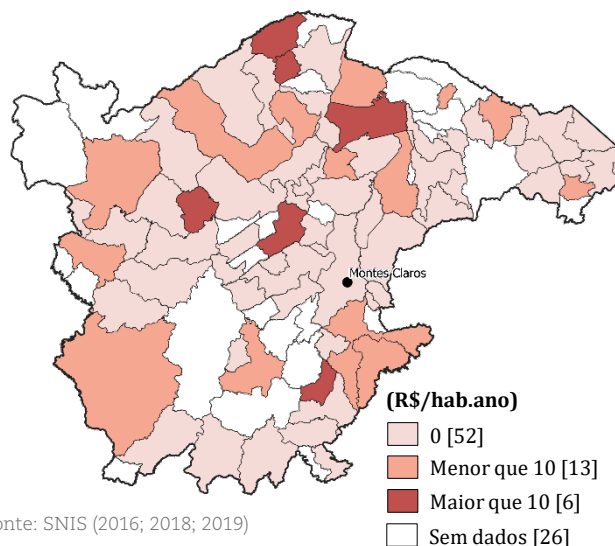 Montes Claros
(R$/hab.ano)
0 [52]
Menor que 10 [13]
Maior que 10 [6]
Sem dados [26]
onte: SNIS (2016; 2018; 2019)